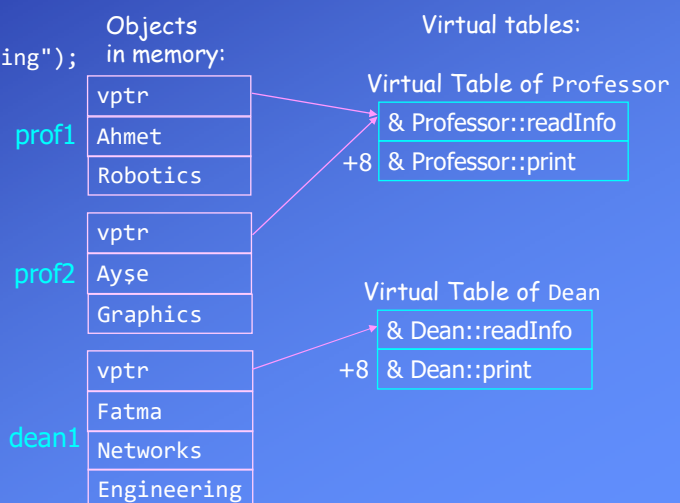 ing");
Objects
in memory:
vptr
prof1
Ahmet
Robotics
vptr
prof2
Ayşe
Graphics
vptr
Fatma
dean1
Networks
Engineering
Virtual tables:
Virtual Table of Professor
& Professor::readInfo
+8 & Professor::print
Virtual Table of Dean
& Dean::readInfo
+8 & Dean::print